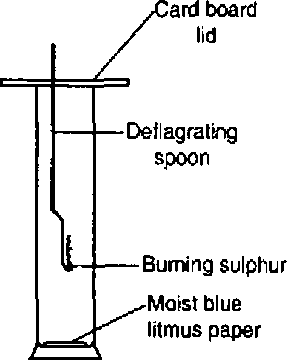 Card board
lid
Deflagrating
spoon
Burning sulphur
Moist blue
litmus paper